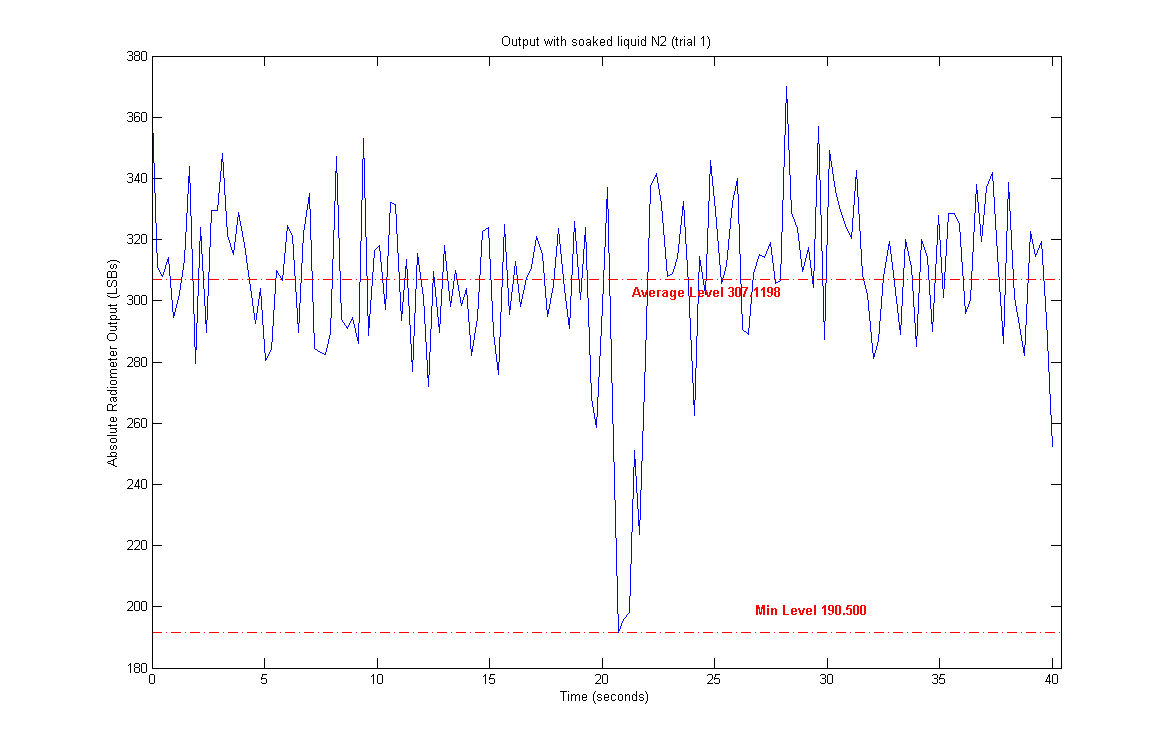 Output with soaked liquid N2 (trial 1)
380
360
340
320
300
280
260
240
220
200
180
Absolute Radiometer Output (LSBs)
Average Level 307.1198
Min Level 190.500
0 5 10 15 20 25 30 35 40
Time (seconds)